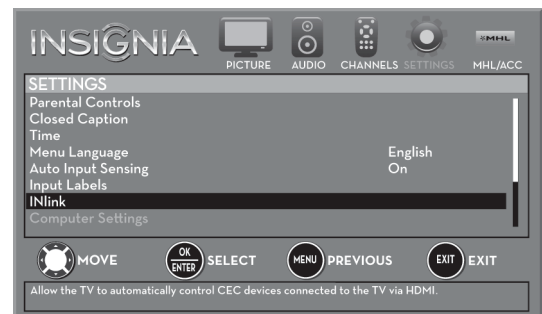 INSIGNIA
PICTURE AUDIO CHANNELS SETTINGS MHL MHL/ACC
SETTINGS
Parental Controls
Closed Caption
Time
Menu Language English
Auto Input Sensing On
Input Labels
INlink
Computer Settings
MOVE OK ENTER SELECT MENU PREVIOUS EXIT EXIT
Allow the TV to automatically control CEC devices connected to the TV via HDMI.